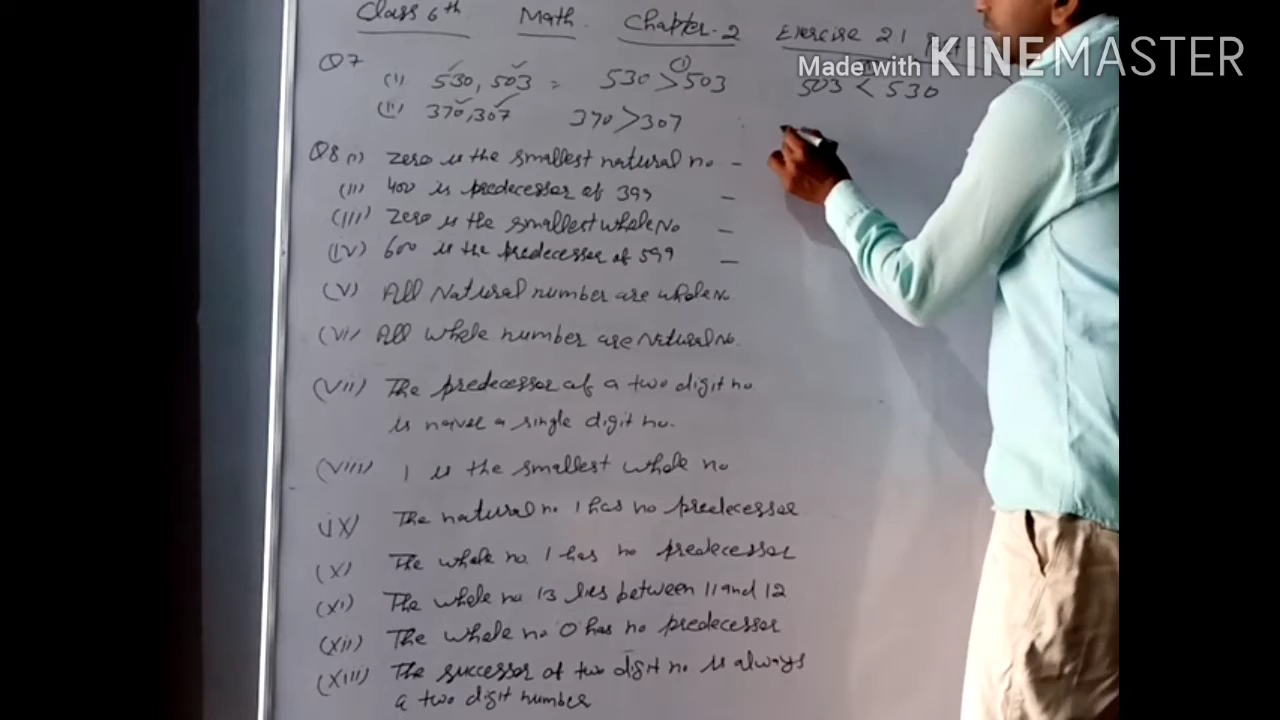 Class 6th Math Chapter-2 Exercise 2.1
Made with KINEMASTER
Q7
(i) 530, 503 = 530 > 503 (i) 503 < 530
(ii) 370,307 370 > 307
Q8 (i) Zero is the smallest natural no –
(ii) 400 is predecessor of 399 –
(iii) Zero is the smallest whole No –
(iv) 600 is the predecessor of 599 –
(v) All Natural number are whole No.
(vi) All whole number are Natural No.
(vii) The predecessor of a two digit no.
is naver a single digit no.
(viii) 1 is the smallest whole no
(ix) The natural no 1 has no predecessor
(x) The whole no 1 has no predecessor
(xi) The whole no 13 lies between 11 and 12
(xii) The whole no 0 has no predecessor
(xiii) The successor of two digit no is always
a two digit number